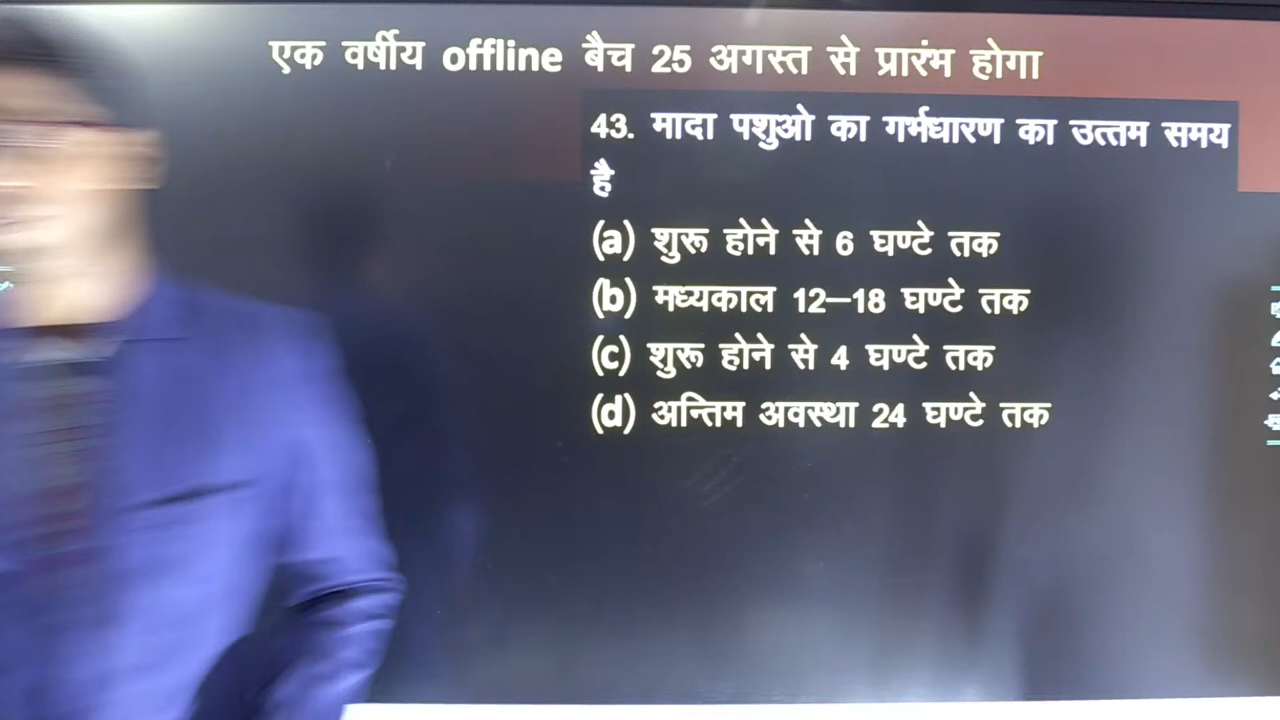 एक वर्षीय offline बैच 25 अगस्त से प्रारंभ होगा
43. मादा पशुओ का गर्भधारण का उत्तम समय
है
(a) शुरू होने से 6 घण्टे तक
(b) मध्यकाल 12–18 घण्टे तक
(c) शुरू होने से 4 घण्टे तक
(d) अन्तिम अवस्था 24 घण्टे तक